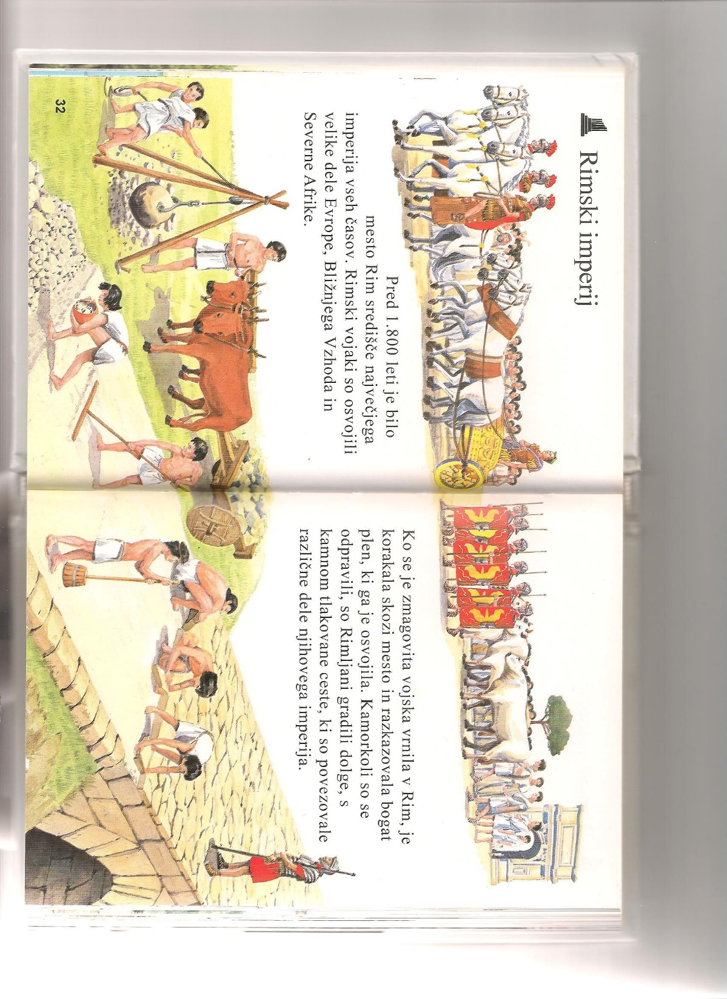 Rimski imperij
Pred 1.800 leti je bilo
mesto Rim središče največjega
imperija vseh časov. Rimski vojaki so osvojili
velike dele Evrope, Bližnjega Vzhoda in
Severne Afrike.
32
Ko se je zmagovita vojska vrnila v Rim, je
korakala skozi mesto in razkazovala bogat
plen, ki ga je osvojila. Kamorkoli so se
odpravili, so Rimljani gradili dolge, s
kamnom tlakovane ceste, ki so povezovale
različne dele njihovega imperija.